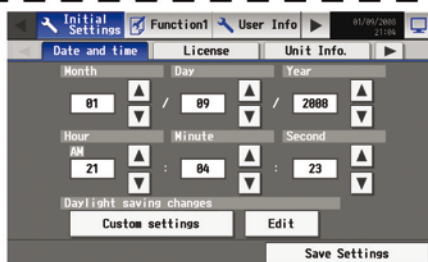 Initial Settings Function1 User Info 01/09/2008 21:04
Date and time License Unit Info.
Month Day Year
01 / 09 / 2008
Hour Minute Second
AM
21 : 04 : 23
Daylight saving changes
Custom settings Edit
Save Settings